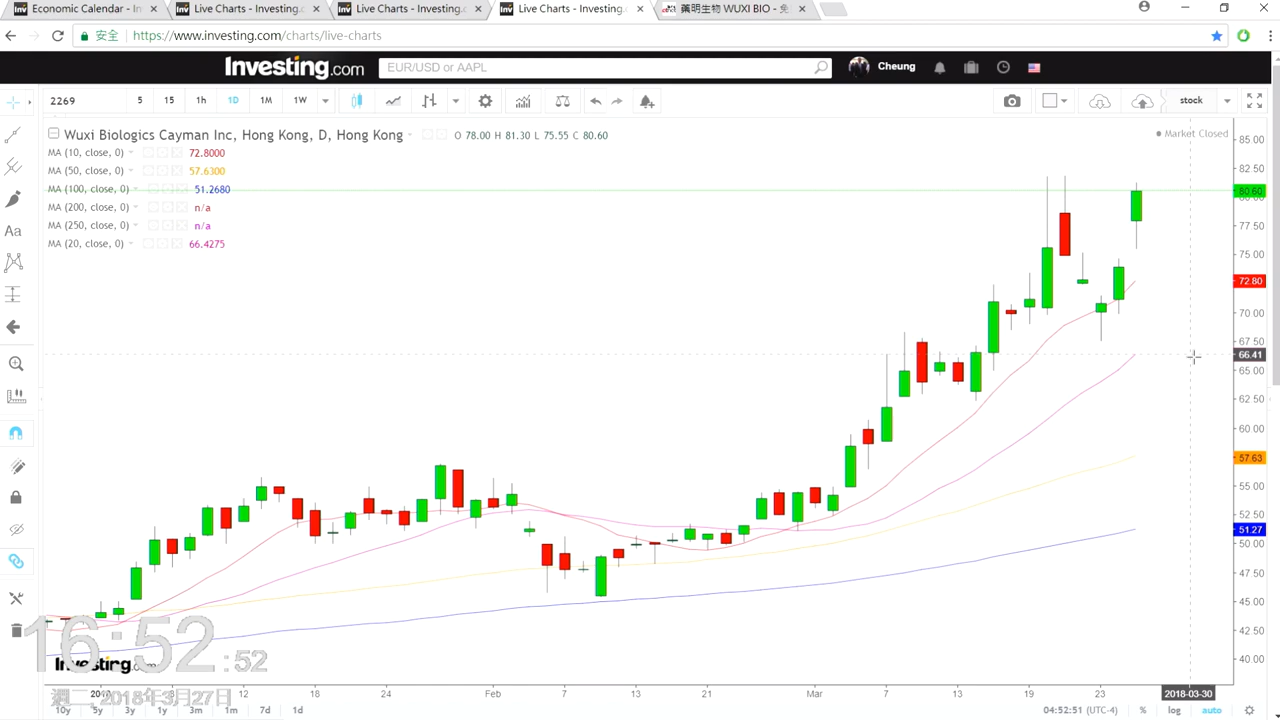 Economic Calendar - In
Live Charts - Investing.c
Live Charts - Investing.c
Live Charts - Investing.c
藥明生物 WUXI BIO - 免
安全
https://www.investing.com/charts/live-charts
Investing.com
EUR/USD or AAPL
Cheung
2269
5
15
1h
1D
1M
1W
stock
Wuxi Biologics Cayman Inc, Hong Kong, D, Hong Kong
O 78.00 H 81.30 L 75.55 C 80.60
Market Closed
MA (10, close, 0)
72.8000
MA (50, close, 0)
57.6300
MA (100, close, 0)
51.2680
MA (200, close, 0)
n/a
MA (250, close, 0)
n/a
MA (20, close, 0)
66.4275
Aa
85.00
82.50
80.60
80.00
77.50
75.00
72.80
70.00
67.50
66.41
65.00
62.50
60.00
57.63
55.00
52.50
51.27
50.00
47.50
45.00
42.50
40.00
16:52:52
Investing.com
週二, 2018年3月27日
12
18
24
Feb
7
13
21
Mar
7
13
19
23
2018-03-30
10y
5y
3y
1y
3m
1m
7d
1d
04:52:51 (UTC-4)
%
log
auto